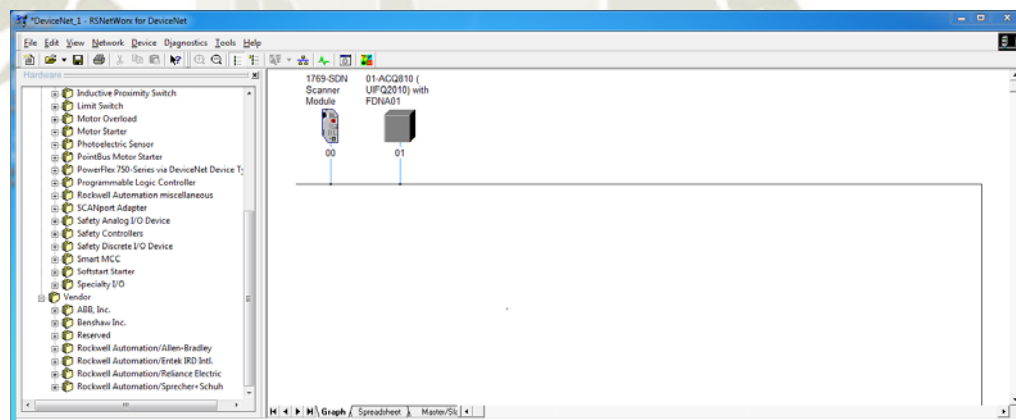 *DeviceNet_1 - RSNetWorx for DeviceNet
File Edit View Network Device Diagnostics Tools Help
Hardware
Inductive Proximity Switch
Limit Switch
Motor Overload
Motor Starter
Photoelectric Sensor
PointBus Motor Starter
PowerFlex 750-Series via DeviceNet Device Ty
Programmable Logic Controller
Rockwell Automation miscellaneous
SCANport Adapter
Safety Analog I/O Device
Safety Controllers
Safety Discrete I/O Device
Smart MCC
Softstart Starter
Specialty I/O
Vendor
ABB, Inc.
Benshaw Inc.
Reserved
Rockwell Automation/Allen-Bradley
Rockwell Automation/Entek IRD Intl.
Rockwell Automation/Reliance Electric
Rockwell Automation/Sprecher+Schuh
1769-SDN
Scanner
Module
00
01-ACQ810 (
UIFQ2010) with
FDNA01
01
Graph Spreadsheet Master/Sla